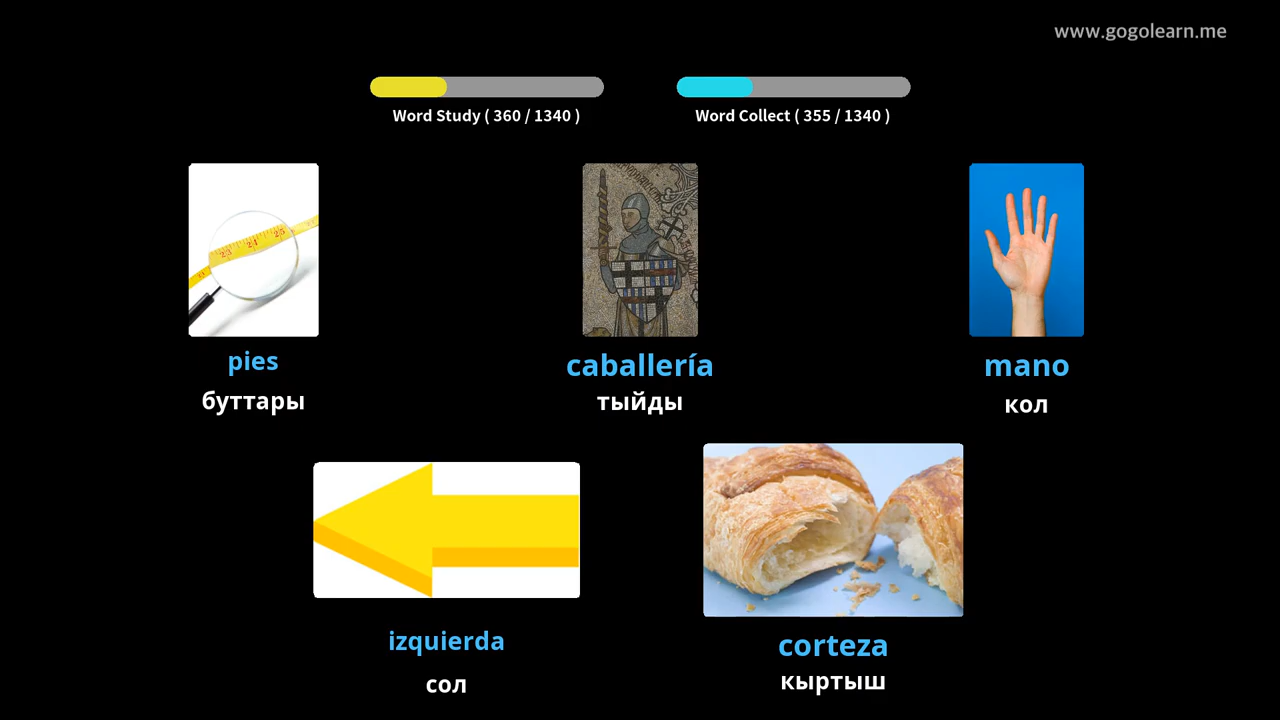 www.gogolearn.me
Word Study ( 360 / 1340 )
Word Collect ( 355 / 1340 )
pies
буттары
caballería
тыйды
mano
кол
izquierda
сол
corteza
кыртыш